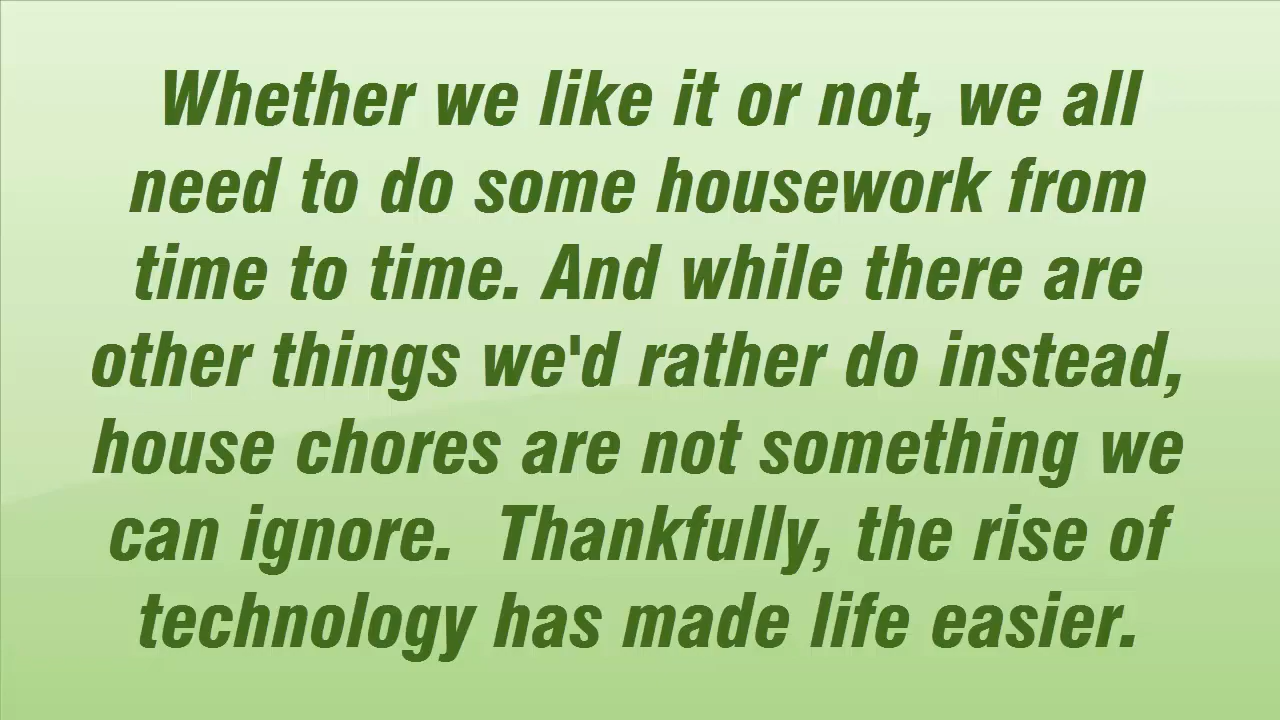 Whether we like it or not, we all
need to do some housework from
time to time. And while there are
other things we'd rather do instead,
house chores are not something we
can ignore.  Thankfully, the rise of
technology has made life easier.